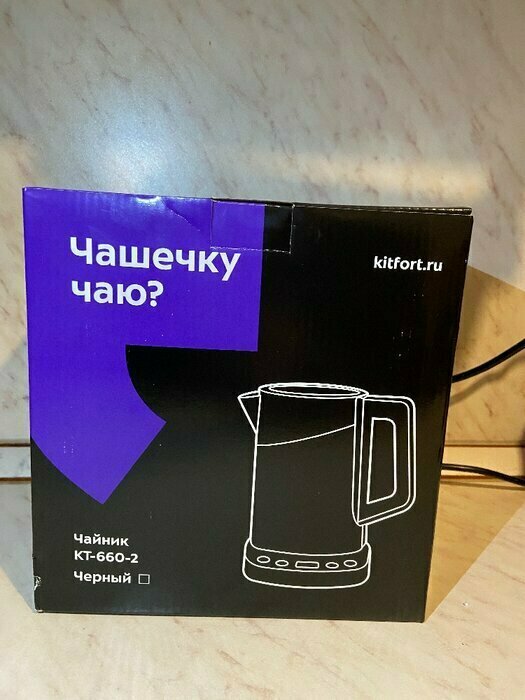 Чашечку
чаю?
kitfort.ru
Чайник
КТ-660-2
Черный